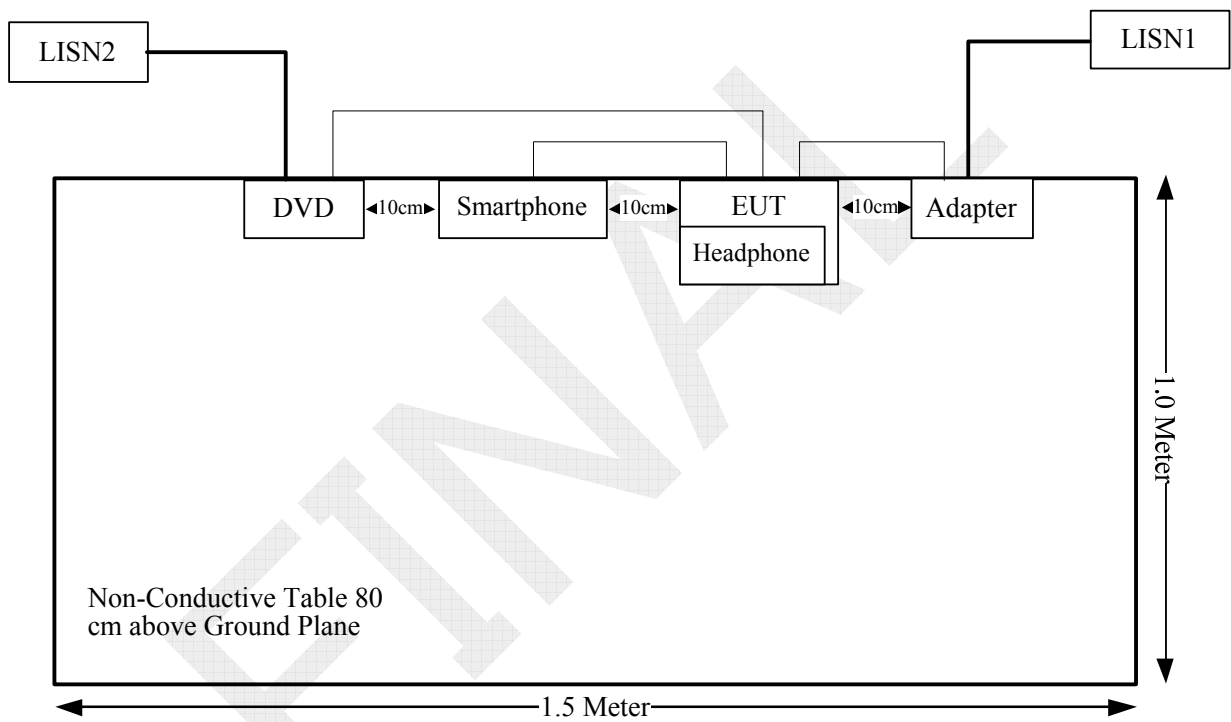 LISN2
LISN1
DVD
10cm
Smartphone
10cm
EUT
10cm
Adapter
Headphone
1.0 Meter
Non-Conductive Table 80
cm above Ground Plane
1.5 Meter
FINAL